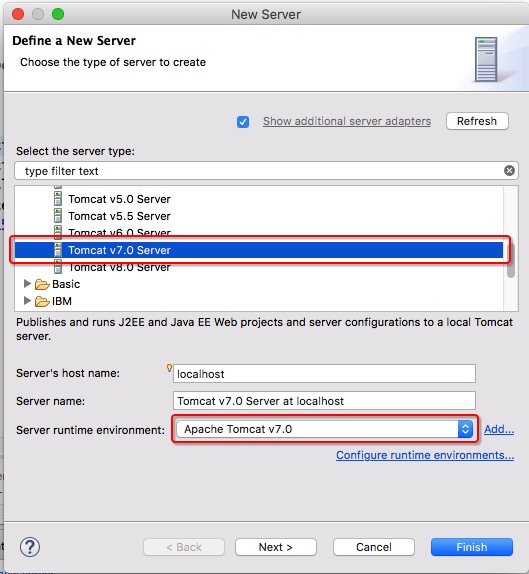 New Server
Define a New Server
Choose the type of server to create
Show additional server adapters Refresh
Select the server type:
type filter text
Tomcat v5.0 Server
Tomcat v5.5 Server
Tomcat v6.0 Server
Tomcat v7.0 Server
Tomcat v8.0 Server
Basic
IBM
Publishes and runs J2EE and Java EE Web projects and server configurations to a local Tomcat
server.
Server's host name: localhost
Server name: Tomcat v7.0 Server at localhost
Server runtime environment: Apache Tomcat v7.0 Add...
Configure runtime environments...
? < Back Next > Cancel Finish